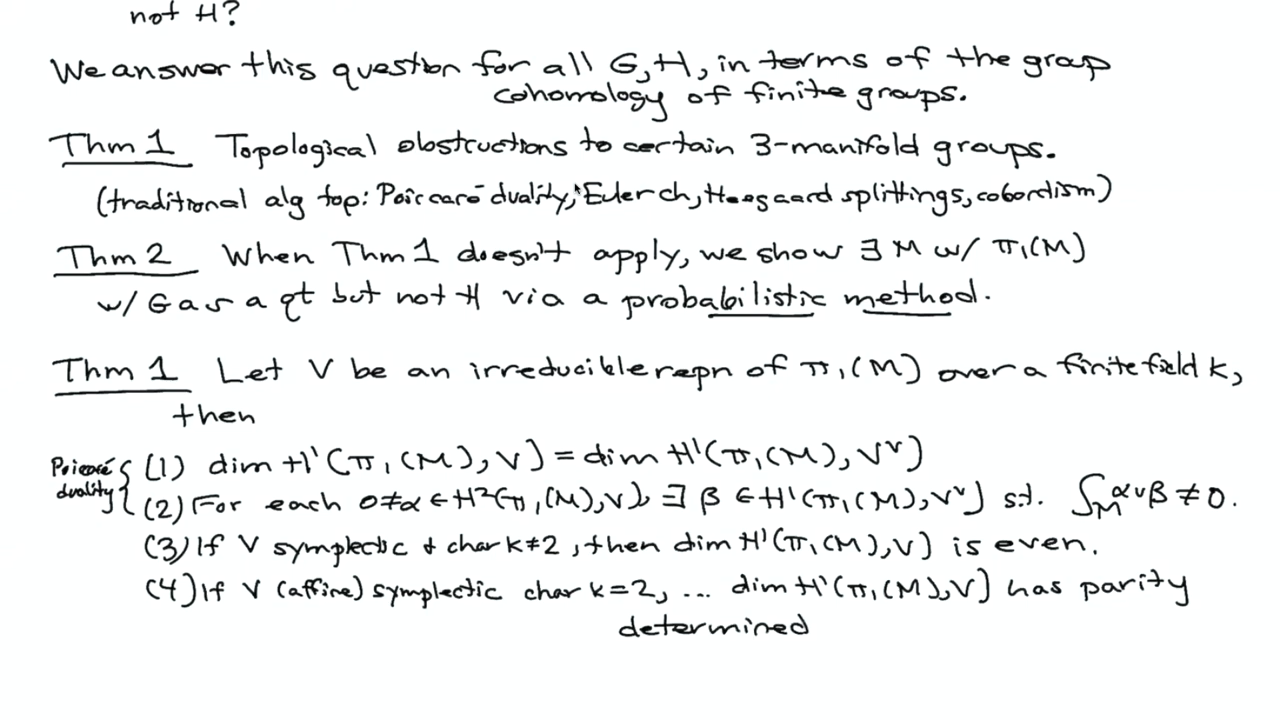 not H?
We answer this question for all G, H, in terms of the group
cohomology of finite groups.
Thm 1 Topological obstructions to certain 3-manifold groups.
(traditional alg top: Poicaré duality, Euler ch, Heegaard splittings, cobordism)
Thm 2 When Thm 1 doesn't apply, we show ∃ M w/ π₁(M)
w/ G as a qt but not H via a probabilistic method.
Thm 1 Let V be an irreducible repn of π₁(M) over a finite field k,
then
Poicaré duality { (1) dim H¹(π₁(M), V) = dim H¹(π₁(M), V^∨)
(2) For each 0≠α ∈ H²(π₁(M), V), ∃ β ∈ H¹(π₁(M), V^∨) s.t. ∫_M α∪β ≠ 0.
(3) If V symplectic & char k≠2, then dim H¹(π₁(M), V) is even.
(4) If V (affine) symplectic char k=2, ... dim H¹(π₁(M), V) has parity
determined